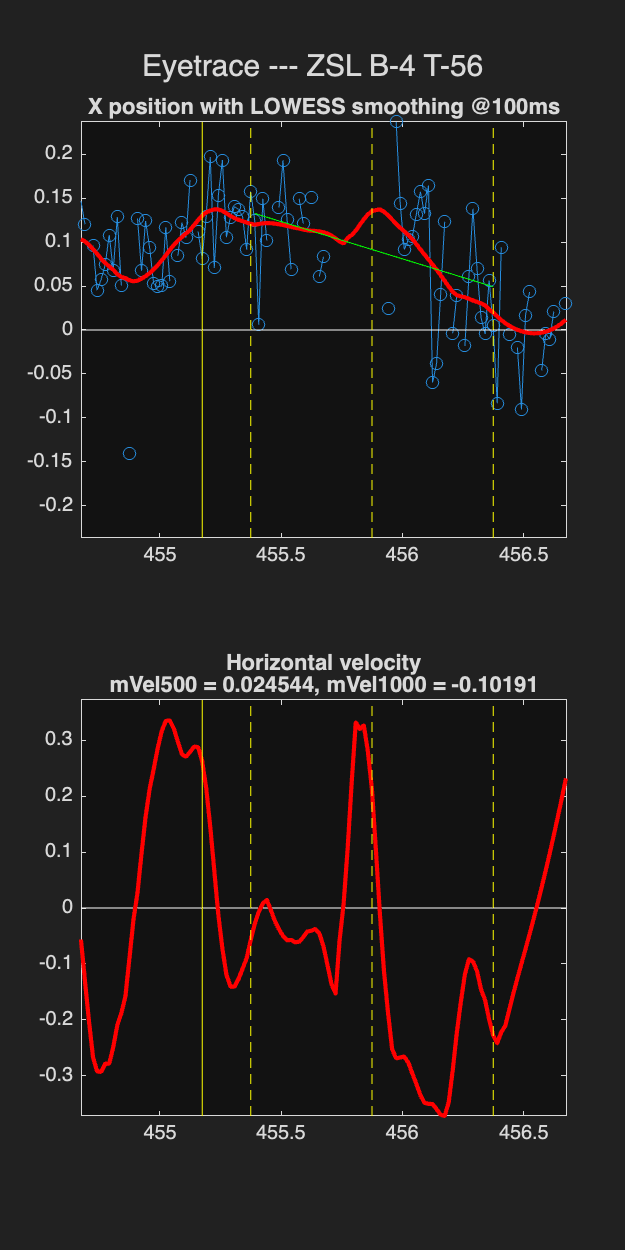 Eyetrace --- ZSL B-4 T-56
X position with LOWESS smoothing @100ms
0.2
0.15
0.1
0.05
0
-0.05
-0.1
-0.15
-0.2
455 455.5 456 456.5
Horizontal velocity
mVel500 = 0.024544, mVel1000 = -0.10191
0.3
0.2
0.1
0
-0.1
-0.2
-0.3
455 455.5 456 456.5